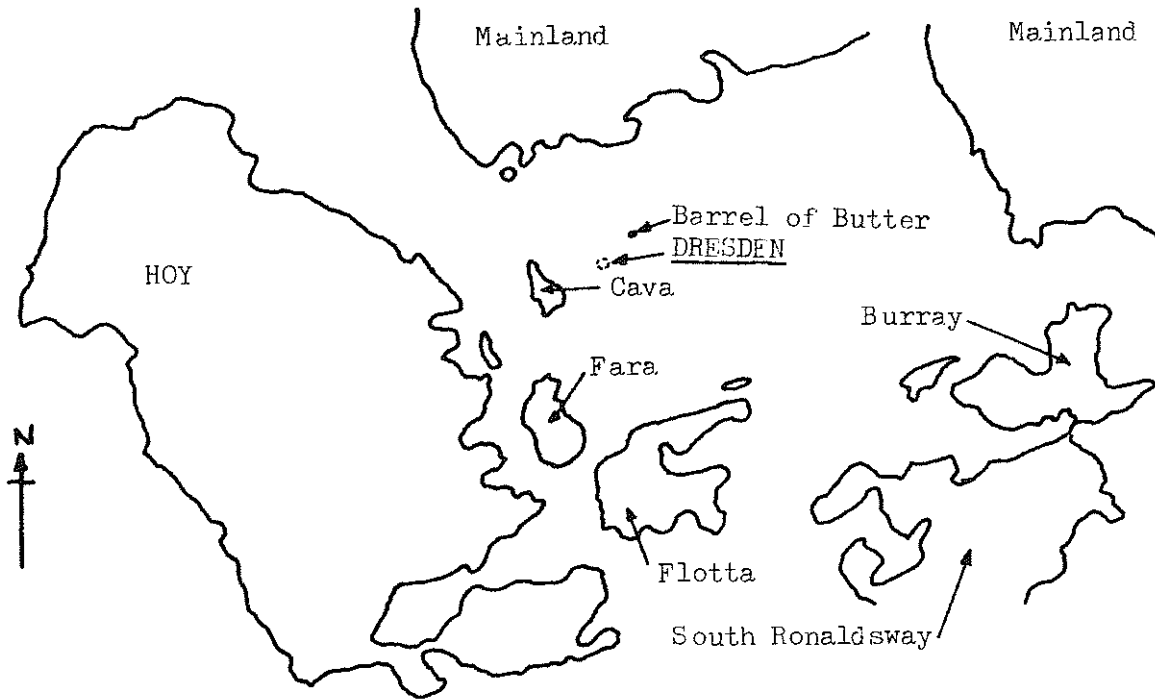 Mainland
Mainland
Barrel of Butter
DRESDEN
HOY
Cava
Burray
Fara
N
Flotta
South Ronaldsway